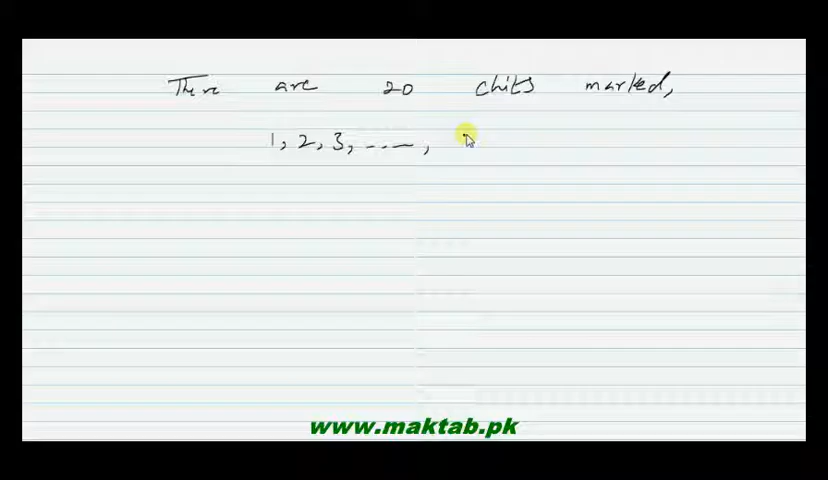 There are 20 chits marked,
1, 2, 3, ....,
www.maktab.pk